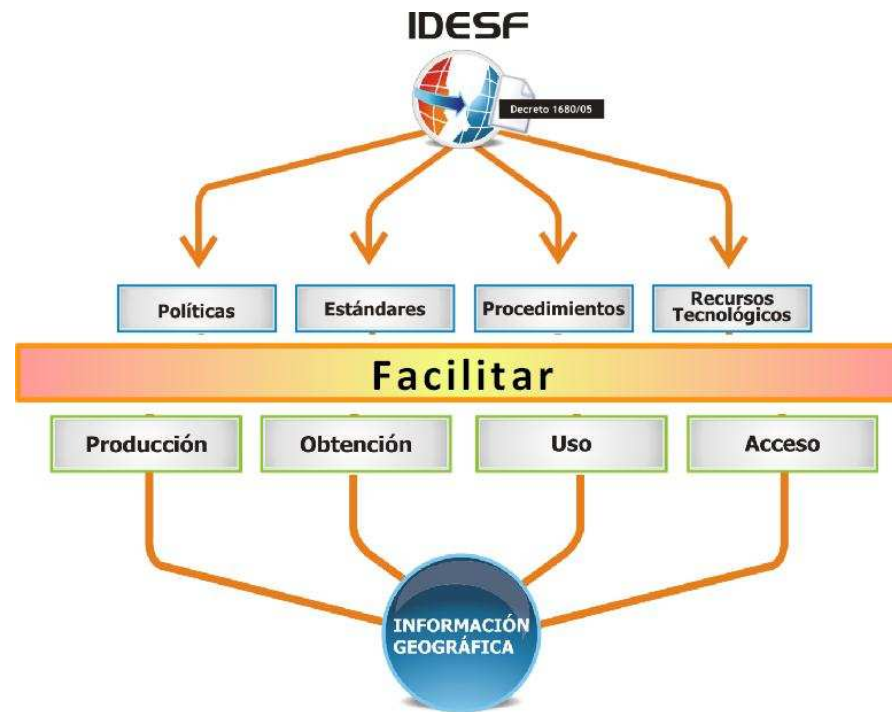 IDESF
Decreto 1680/05
Políticas
Estándares
Procedimientos
Recursos
Tecnológicos
Facilitar
Producción
Obtención
Uso
Acceso
INFORMACIÓN
GEOGRÁFICA